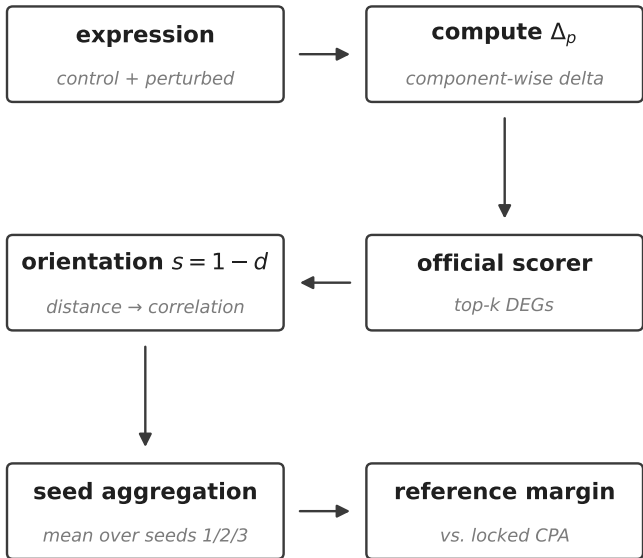 expression
control + perturbed
compute Δₚ
component-wise delta
orientation s = 1 − d
distance → correlation
official scorer
top-k DEGs
seed aggregation
mean over seeds 1/2/3
reference margin
vs. locked CPA